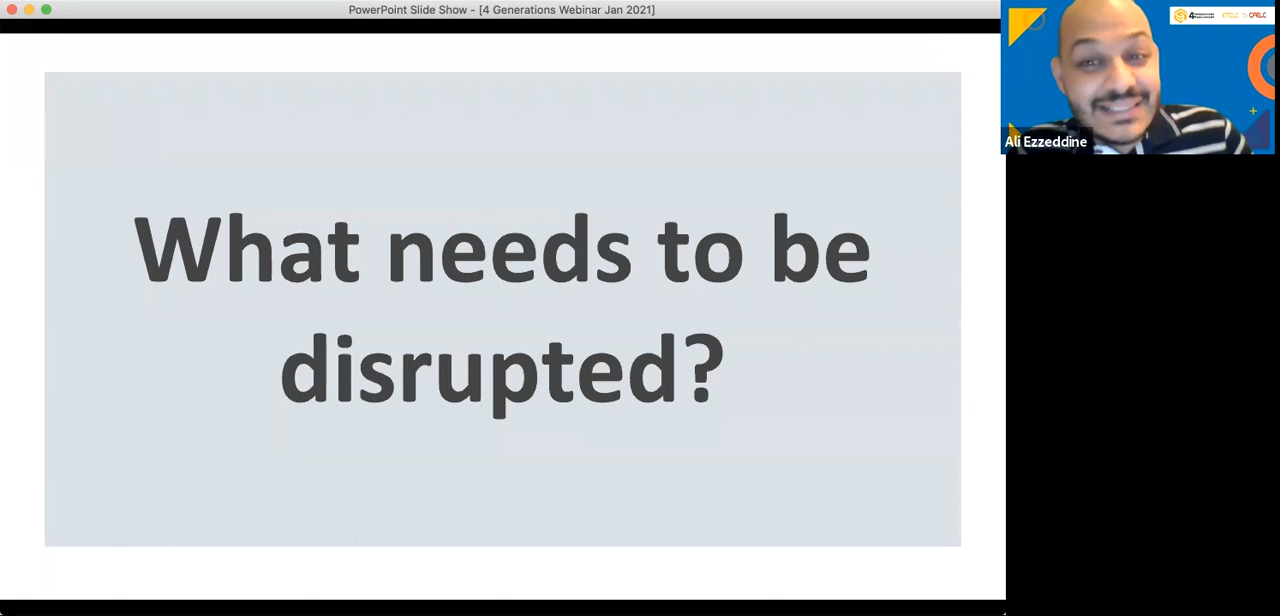 PowerPoint Slide Show - [4 Generations Webinar Jan 2021]
What needs to be
disrupted?
Ali Ezzeddine